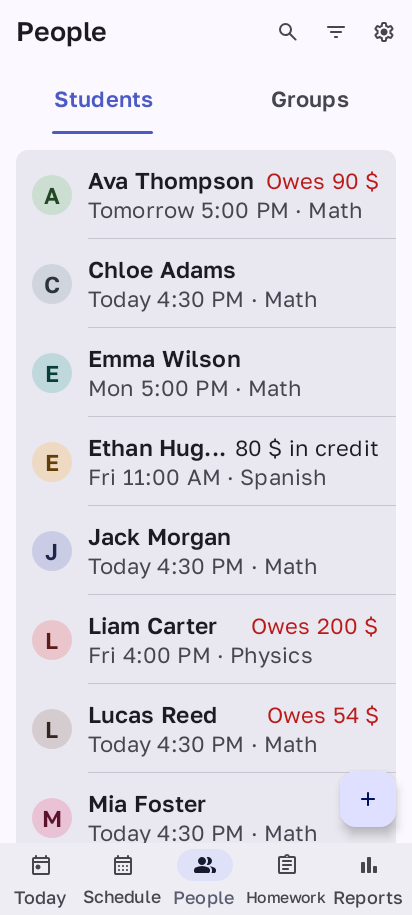 People
Students Groups
A Ava Thompson Owes 90 $
Tomorrow 5:00 PM · Math
C Chloe Adams
Today 4:30 PM · Math
E Emma Wilson
Mon 5:00 PM · Math
E Ethan Hug... 80 $ in credit
Fri 11:00 AM · Spanish
J Jack Morgan
Today 4:30 PM · Math
L Liam Carter Owes 200 $
Fri 4:00 PM · Physics
L Lucas Reed Owes 54 $
Today 4:30 PM · Math
M Mia Foster
Today 4:30 PM · Math
Today Schedule People Homework Reports